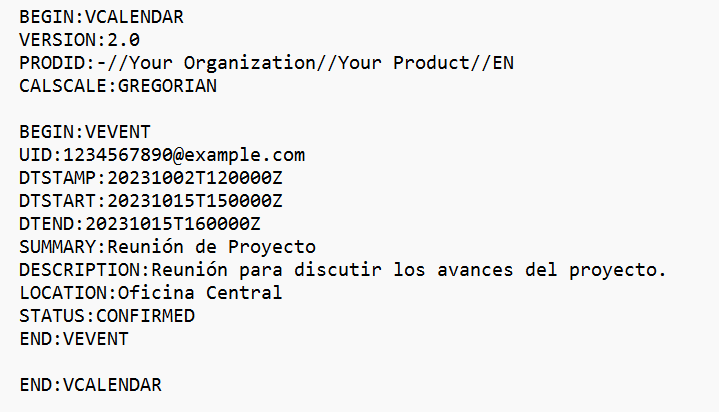 BEGIN:VCALENDAR
VERSION:2.0
PRODID:-//Your Organization//Your Product//EN
CALSCALE:GREGORIAN

BEGIN:VEVENT
UID:1234567890@example.com
DTSTAMP:20231002T120000Z
DTSTART:20231015T150000Z
DTEND:20231015T160000Z
SUMMARY:Reunión de Proyecto
DESCRIPTION:Reunión para discutir los avances del proyecto.
LOCATION:Oficina Central
STATUS:CONFIRMED
END:VEVENT

END:VCALENDAR